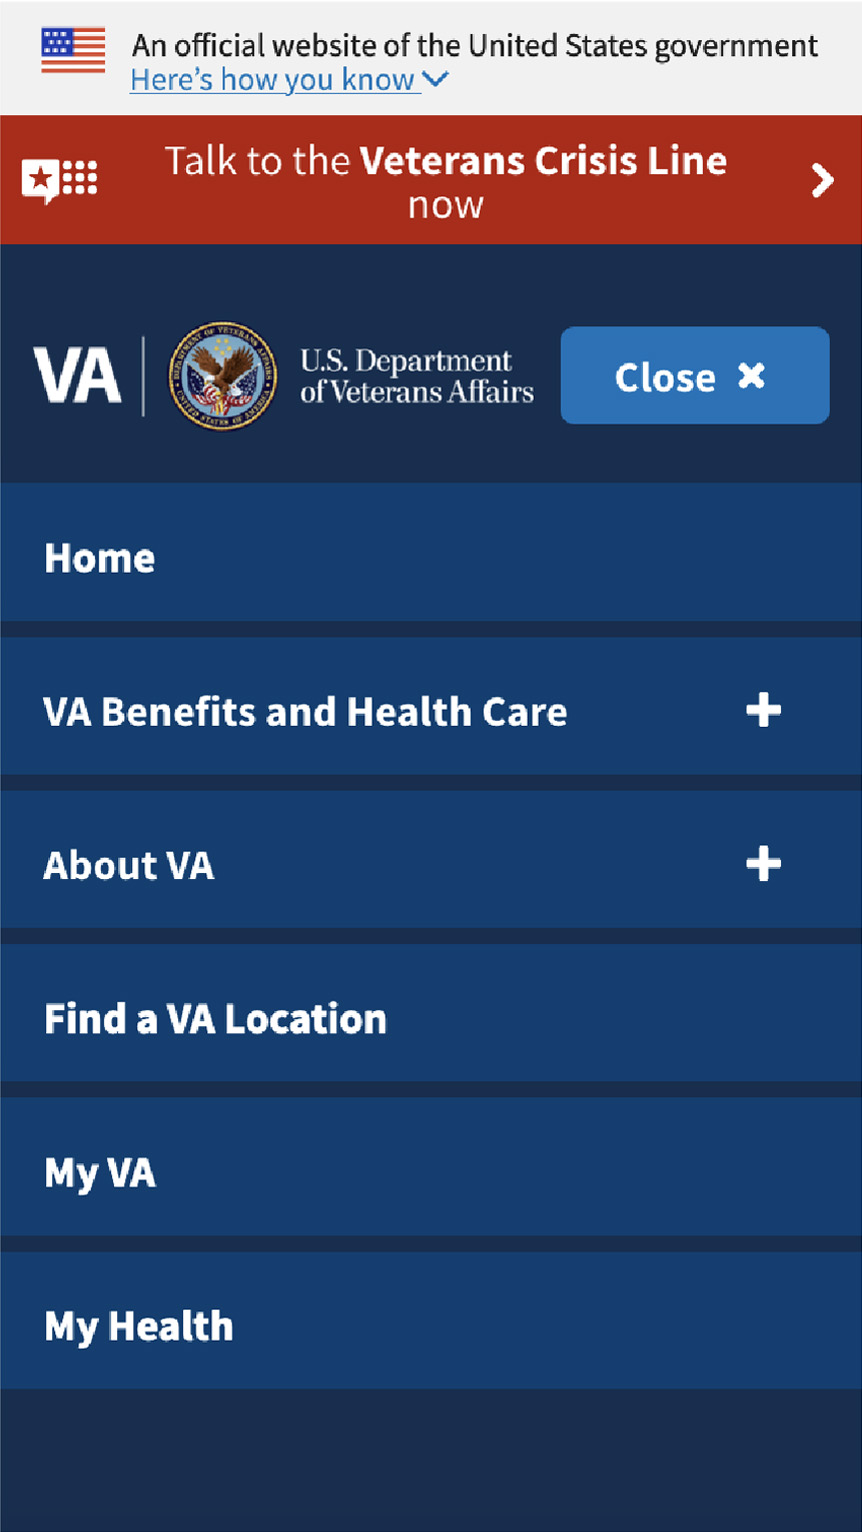 An official website of the United States government
Here’s how you know
Talk to the Veterans Crisis Line
now
VA
U.S. Department
of Veterans Affairs
Close
Home
VA Benefits and Health Care
About VA
Find a VA Location
My VA
My Health